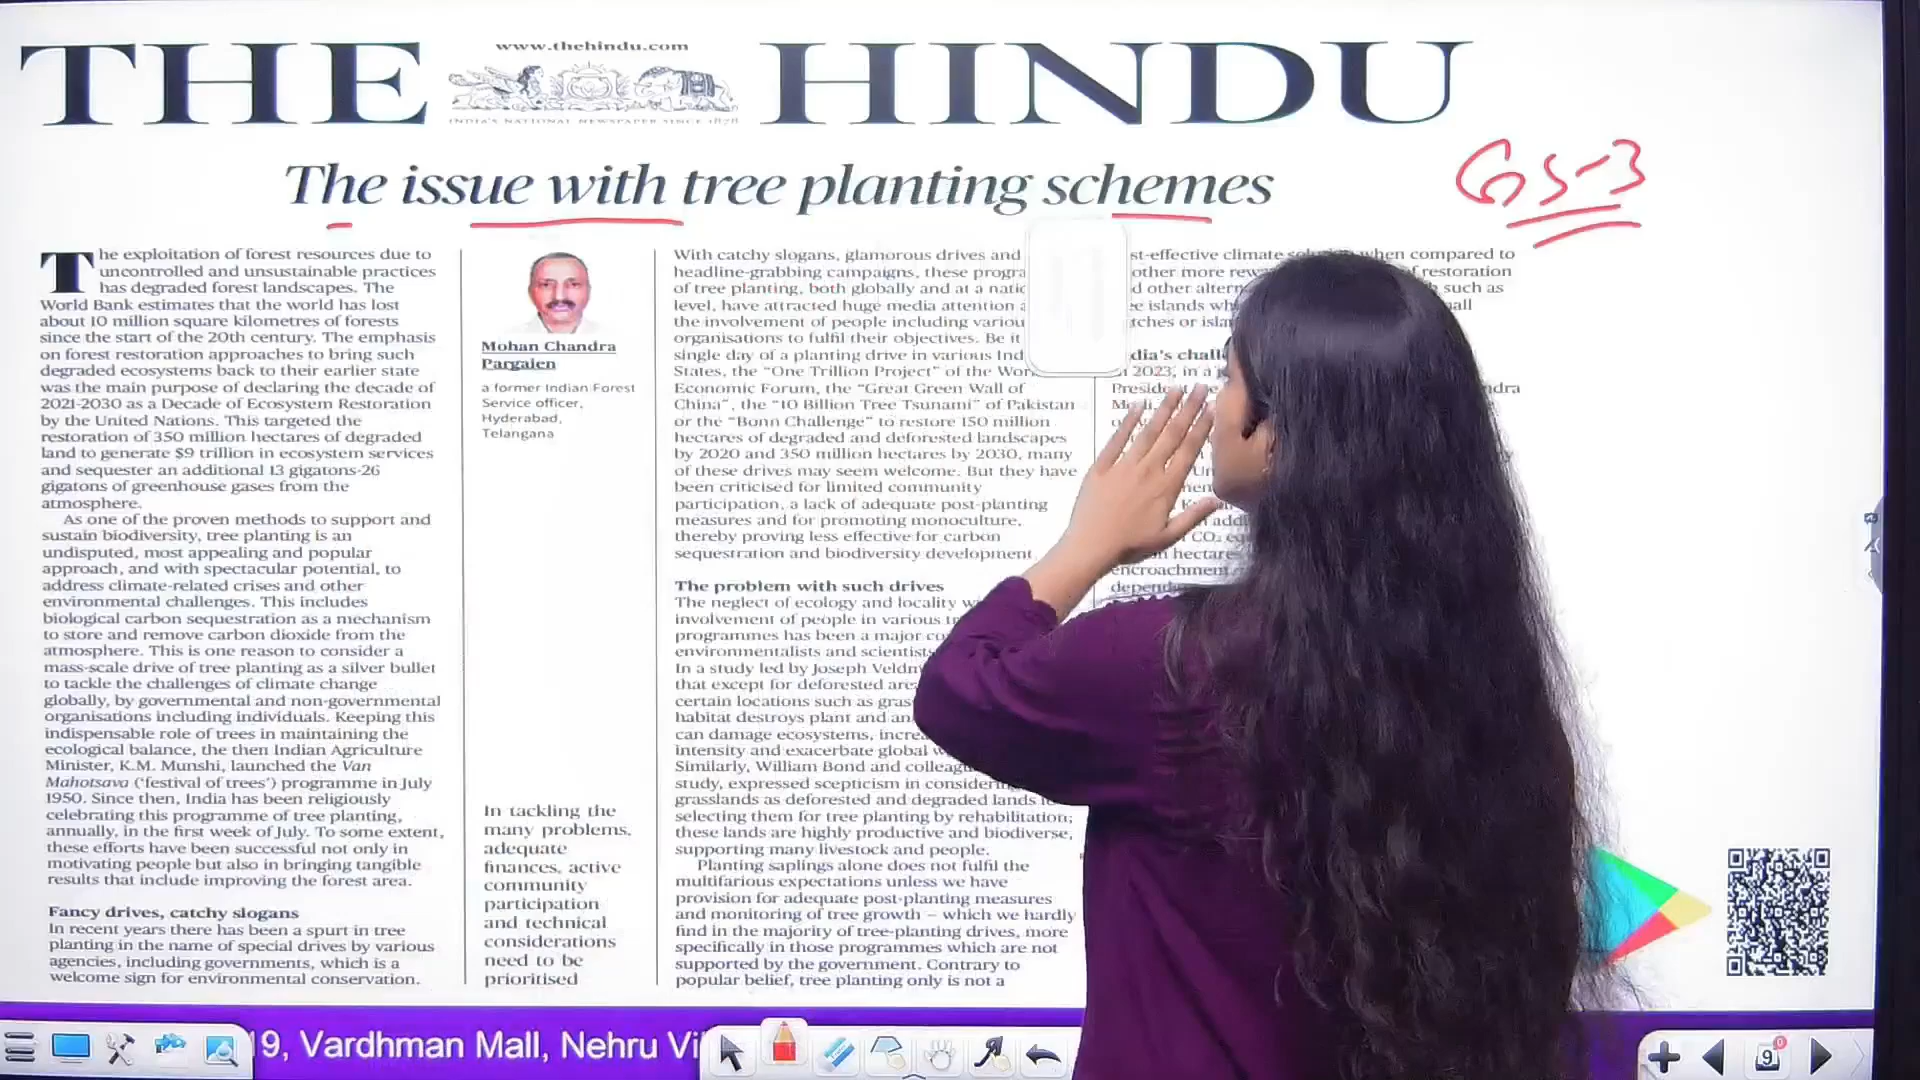 www.thehindu.com
THE HINDU
INDIA'S NATIONAL NEWSPAPER SINCE 1878
The issue with tree planting schemes
GS-3
The exploitation of forest resources due to
uncontrolled and unsustainable practices
has degraded forest landscapes. The
World Bank estimates that the world has lost
about 10 million square kilometres of forests
since the start of the 20th century. The emphasis
on forest restoration approaches to bring such
degraded ecosystems back to their earlier state
was the main purpose of declaring the decade of
2021-2030 as a Decade of Ecosystem Restoration
by the United Nations. This targeted the
restoration of 350 million hectares of degraded
land to generate $9 trillion in ecosystem services
and sequester an additional 13 gigatons-26
gigatons of greenhouse gases from the
atmosphere.
As one of the proven methods to support and
sustain biodiversity, tree planting is an
undisputed, most appealing and popular
approach, and with spectacular potential, to
address climate-related crises and other
environmental challenges. This includes
biological carbon sequestration as a mechanism
to store and remove carbon dioxide from the
atmosphere. This is one reason to consider a
mass-scale drive of tree planting as a silver bullet
to tackle the challenges of climate change
globally, by governmental and non-governmental
organisations including individuals. Keeping this
indispensable role of trees in maintaining the
ecological balance, the then Indian Agriculture
Minister, K.M. Munshi, launched the Van
Mahotsava ('festival of trees') programme in July
1950. Since then, India has been religiously
celebrating this programme of tree planting,
annually, in the first week of July. To some extent,
these efforts have been successful not only in
motivating people but also in bringing tangible
results that include improving the forest area.
Fancy drives, catchy slogans
In recent years there has been a spurt in tree
planting in the name of special drives by various
agencies, including governments, which is a
welcome sign for environmental conservation.
Mohan Chandra
Pargaien
a former Indian Forest
Service officer,
Hyderabad,
Telangana
In tackling the
many problems,
adequate
finances, active
community
participation
and technical
considerations
need to be
prioritised
With catchy slogans, glamorous drives and
headline-grabbing campaigns, these progra
of tree planting, both globally and at a natio
level, have attracted huge media attention a
the involvement of people including variou
organisations to fulfil their objectives. Be it
single day of a planting drive in various Ind
States, the "One Trillion Project" of the Wor
Economic Forum, the "Great Green Wall of
China", the "10 Billion Tree Tsunami" of Pakistan
or the "Bonn Challenge" to restore 150 million
hectares of degraded and deforested landscapes
by 2020 and 350 million hectares by 2030, many
of these drives may seem welcome. But they have
been criticised for limited community
participation, a lack of adequate post-planting
measures and for promoting monoculture,
thereby proving less effective for carbon
sequestration and biodiversity development
The problem with such drives
The neglect of ecology and locality w
involvement of people in various t
programmes has been a major co
environmentalists and scientists
In a study led by Joseph Veldm
that except for deforested are
certain locations such as gras
habitat destroys plant and an
can damage ecosystems, increa
intensity and exacerbate global w
Similarly, William Bond and colleagu
study, expressed scepticism in considerin
grasslands as deforested and degraded lands
selecting them for tree planting by rehabilitation;
these lands are highly productive and biodiverse,
supporting many livestock and people.
Planting saplings alone does not fulfil the
multifarious expectations unless we have
provision for adequate post-planting measures
and monitoring of tree growth – which we hardly
find in the majority of tree-planting drives, more
specifically in those programmes which are not
supported by the government. Contrary to
popular belief, tree planting only is not a
st-effective climate when compared to
other more rew of restoration
d other altern such as
e islands wh all
tches or isla
dia's chall
2023, in a
President ndra
CO₂ eq
n hectares
encroachment
depend
19, Vardhman Mall, Nehru Vi
9
0